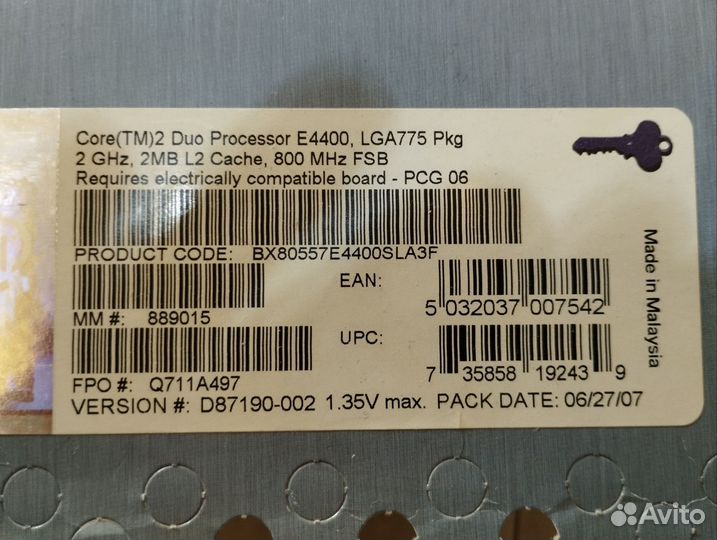 Core(TM)2 Duo Processor E4400, LGA775 Pkg
2 GHz, 2MB L2 Cache, 800 MHz FSB
Requires electrically compatible board - PCG 06
PRODUCT CODE: BX80557E4400SLA3F
EAN:
5 032037 007542
MM #: 889015
UPC:
7 35858 19243 9
FPO #: Q711A497
VERSION #: D87190-002 1.35V max. PACK DATE: 06/27/07
Made in Malaysia
Avito